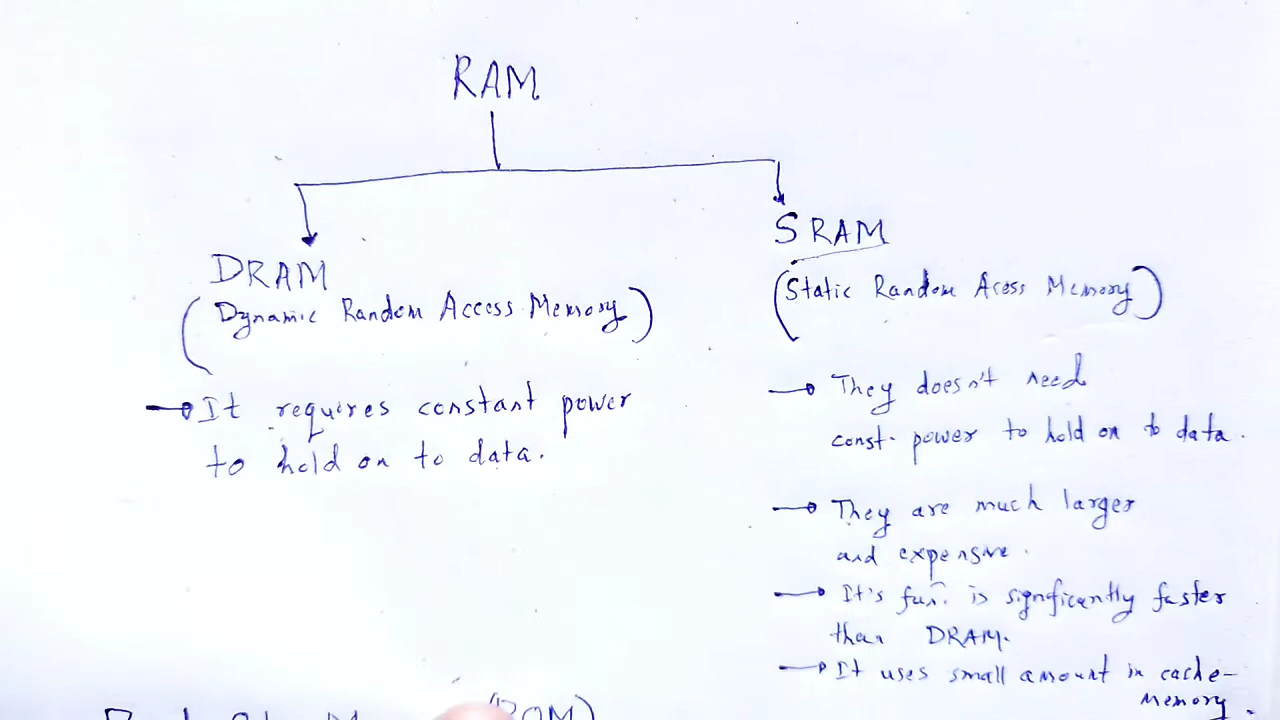 RAM
DRAM
(Dynamic Random Access Memory)
It requires constant power
to hold on to data.
SRAM
(Static Random Acess Memory)
They doesn't need
const. power to hold on to data.
They are much larger
and expensive.
It's fun. is significantly faster
than DRAM.
It uses small amount in cache-
Memory.